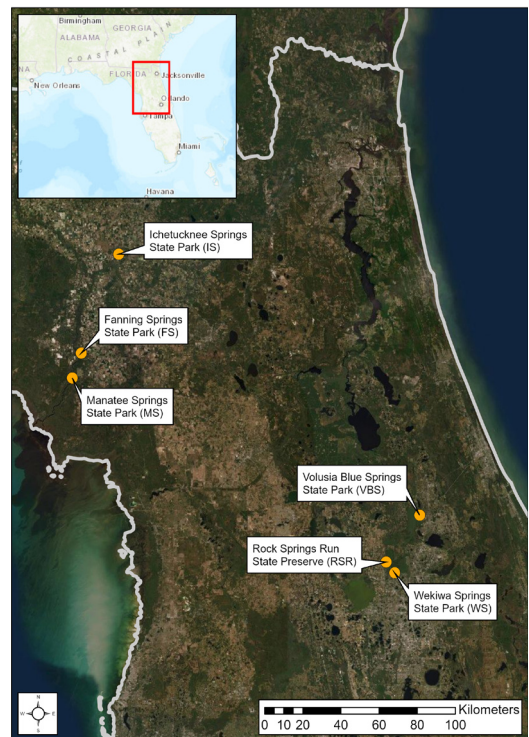 Birmingham
GEORGIA
ALABAMA
COASTAL PLAIN
NA
FLORIDA
Jacksonville
New Orleans
Orlando
Tampa
Miami
Havana
Ichetucknee Springs
State Park (IS)
Fanning Springs
State Park (FS)
Manatee Springs
State Park (MS)
Volusia Blue Springs
State Park (VBS)
Rock Springs Run
State Preserve (RSR)
Wekiwa Springs
State Park (WS)
N
W E
S
Kilometers
0 10 20 40 60 80 100